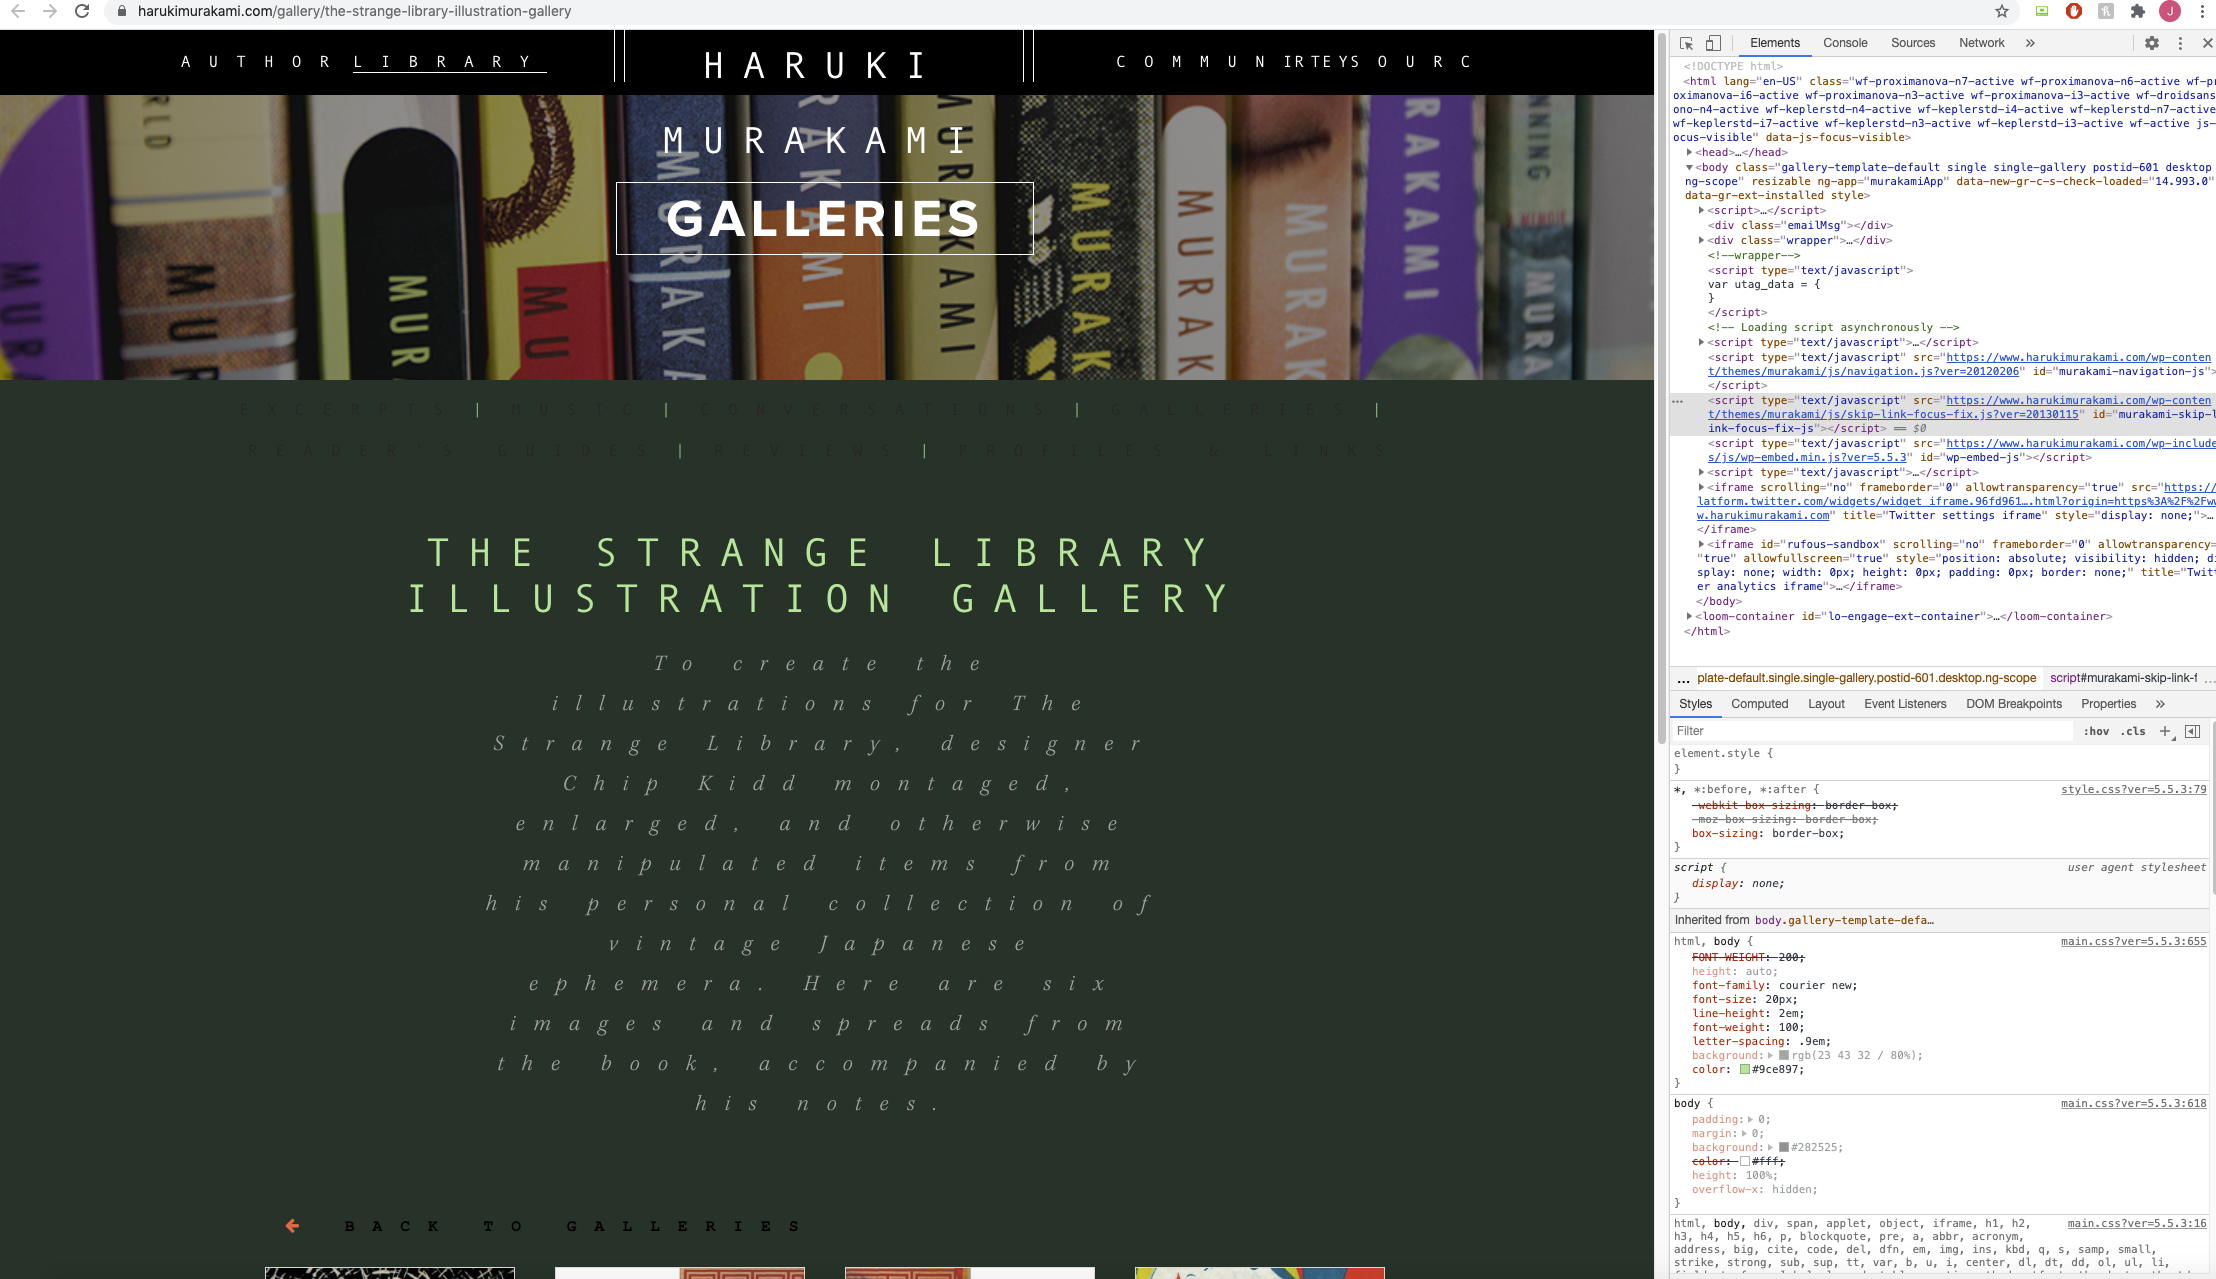 harukimurakami.com/gallery/the-strange-library-illustration-gallery
J
AUTHOR LIBRARY
HARUKI
MURAKAMI
COMMUNIRTEYSOURC
GALLERIES
EXCERPTS | MUSIC | CONVERSATIONS | GALLERIES |
READER'S GUIDES | REVIEWS | PROFILES & LINKS
THE STRANGE LIBRARY
ILLUSTRATION GALLERY
To create the
illustrations for The
Strange Library, designer
Chip Kidd montaged,
enlarged, and otherwise
manipulated items from
his personal collection of
vintage Japanese
ephemera. Here are six
images and spreads from
the book, accompanied by
his notes.
BACK TO GALLERIES
Elements Console Sources Network »
<!DOCTYPE html>
<html lang="en-US" class="wf-proximanova-n7-active wf-proximanova-n6-active wf-pr
oximanova-i6-active wf-proximanova-n3-active wf-proximanova-i3-active wf-droidsans
ono-n4-active wf-keplerstd-n4-active wf-keplerstd-i4-active wf-keplerstd-n7-active
wf-keplerstd-i7-active wf-keplerstd-n3-active wf-keplerstd-i3-active wf-active js-
ocus-visible" data-js-focus-visible>
<head>…</head>
<body class="gallery-template-default single single-gallery postid-601 desktop
ng-scope" resizable ng-app="murakamiApp" data-new-gr-c-s-check-loaded="14.993.0"
data-gr-ext-installed style>
<script>…</script>
<div class="emailMsg"></div>
<div class="wrapper">…</div>
<!--wrapper-->
<script type="text/javascript">
var utag_data = {
}
</script>
<!-- Loading script asynchronously -->
<script type="text/javascript">…</script>
<script type="text/javascript" src="https://www.harukimurakami.com/wp-conten
t/themes/murakami/js/navigation.js?ver=20120206" id="murakami-navigation-js">
</script>
<script type="text/javascript" src="https://www.harukimurakami.com/wp-conten
t/themes/murakami/js/skip-link-focus-fix.js?ver=20130115" id="murakami-skip-l
ink-focus-fix-js"></script> == $0
<script type="text/javascript" src="https://www.harukimurakami.com/wp-include
s/js/wp-embed.min.js?ver=5.5.3" id="wp-embed-js"></script>
<script type="text/javascript">…</script>
<iframe scrolling="no" frameborder="0" allowtransparency="true" src="https://
latform.twitter.com/widgets/widget_iframe.96fd961….html?origin=https%3A%2F%2Fww
w.harukimurakami.com" title="Twitter settings iframe" style="display: none;">…
</iframe>
<iframe id="rufous-sandbox" scrolling="no" frameborder="0" allowtransparency=
"true" allowfullscreen="true" style="position: absolute; visibility: hidden; di
splay: none; width: 0px; height: 0px; padding: 0px; border: none;" title="Twitt
er analytics iframe">…</iframe>
</body>
<loom-container id="lo-engage-ext-container">…</loom-container>
</html>
... plate-default.single.single-gallery.postid-601.desktop.ng-scope script#murakami-skip-link-f ...
Styles Computed Layout Event Listeners DOM Breakpoints Properties »
Filter :hov .cls +
element.style {
}
*, *:before, *:after { style.css?ver=5.5.3:79
-webkit-box-sizing: border-box;
-moz-box-sizing: border-box;
box-sizing: border-box;
}
script { user agent stylesheet
display: none;
}
Inherited from body.gallery-template-defa…
html, body { main.css?ver=5.5.3:655
FONT-WEIGHT: 200;
height: auto;
font-family: courier new;
font-size: 20px;
line-height: 2em;
font-weight: 100;
letter-spacing: .9em;
background: rgb(23 43 32 / 80%);
color: #9ce897;
}
body { main.css?ver=5.5.3:618
padding: 0;
margin: 0;
background: #282525;
color: #fff;
height: 100%;
overflow-x: hidden;
}
html, body, div, span, applet, object, iframe, h1, h2, main.css?ver=5.5.3:16
h3, h4, h5, h6, p, blockquote, pre, a, abbr, acronym,
address, big, cite, code, del, dfn, em, img, ins, kbd, q, s, samp, small,
strike, strong, sub, sup, tt, var, b, u, i, center, dl, dt, dd, ol, ul, li,